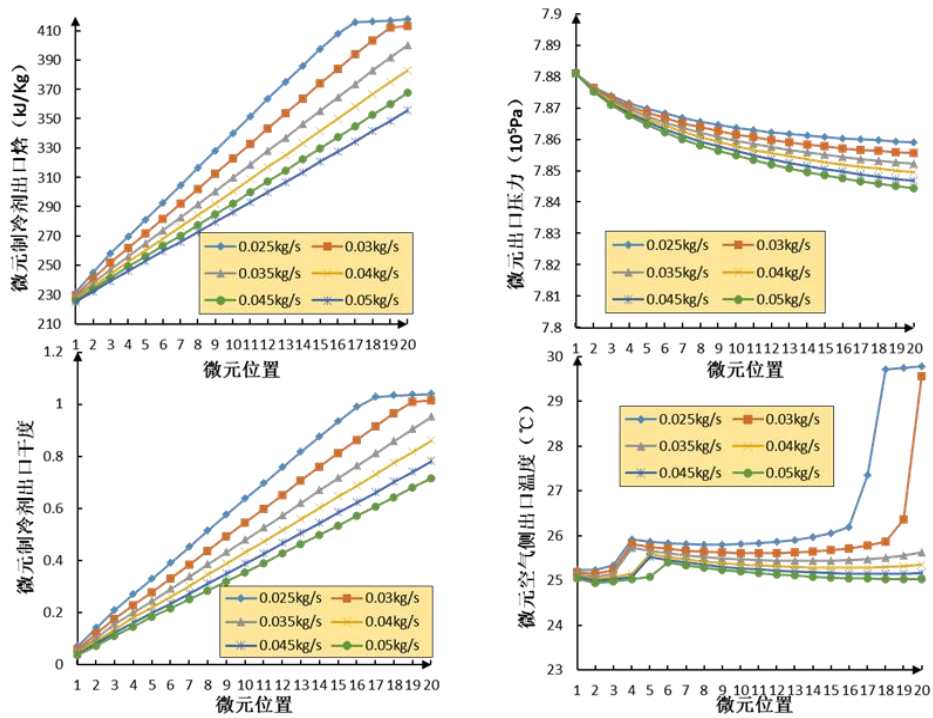 微元制冷剂出口焓（kJ/Kg）
410
390
370
350
330
310
290
270
250
230
210
0.025kg/s 0.03kg/s
0.035kg/s 0.04kg/s
0.045kg/s 0.05kg/s
1 2 3 4 5 6 7 8 9 10 11 12 13 14 15 16 17 18 19 20
微元位置
微元出口压力（10⁵Pa）
7.9
7.89
7.88
7.87
7.86
7.85
7.84
7.83
7.82
7.81
7.8
0.025kg/s 0.03kg/s
0.035kg/s 0.04kg/s
0.045kg/s 0.05kg/s
1 2 3 4 5 6 7 8 9 10 11 12 13 14 15 16 17 18 19 20
微元位置
微元制冷剂出口干度
1.2
1
0.8
0.6
0.4
0.2
0
0.025kg/s 0.03kg/s
0.035kg/s 0.04kg/s
0.045kg/s 0.05kg/s
1 2 3 4 5 6 7 8 9 10 11 12 13 14 15 16 17 18 19 20
微元位置
微元空气侧出口温度（℃）
30
29
28
27
26
25
24
23
0.025kg/s 0.03kg/s
0.035kg/s 0.04kg/s
0.045kg/s 0.05kg/s
1 2 3 4 5 6 7 8 9 10 11 12 13 14 15 16 17 18 19 20
微元位置